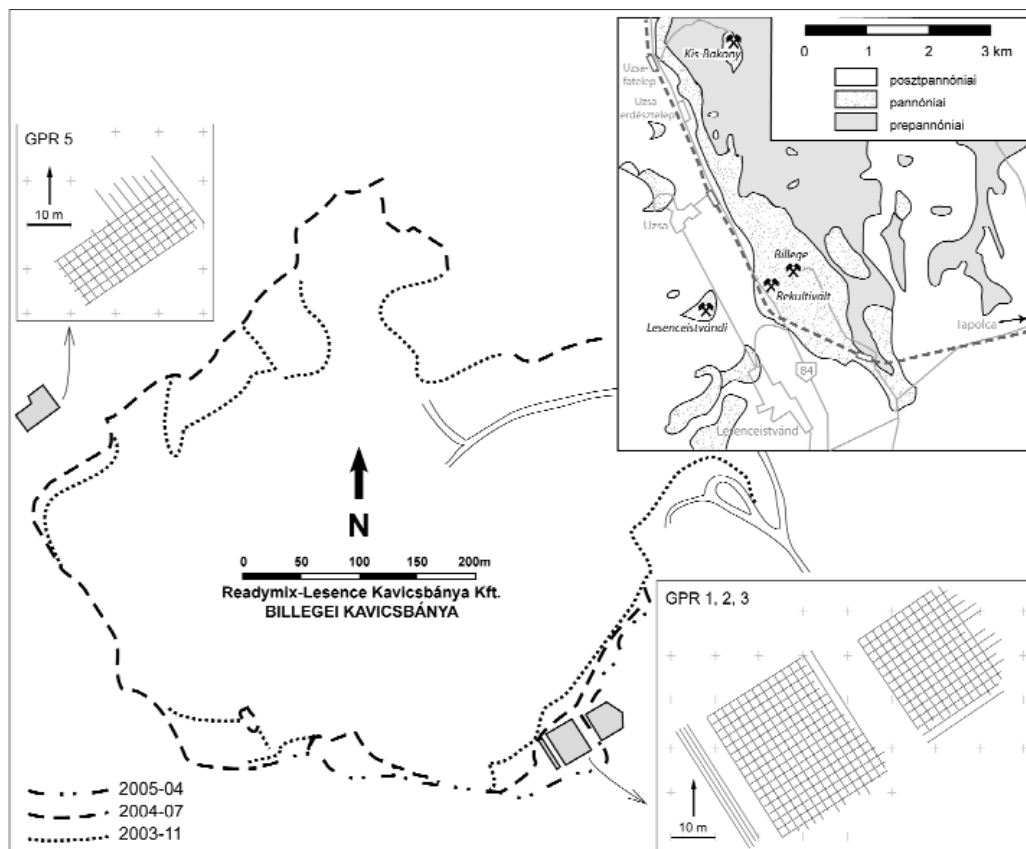 GPR 5
10 m
Kis-Bakony
Uzsa-
fatelep
Uzsa
erdésztelep
Uzsa
Billege
Rekultivált
Lesenceistvándi
Tapolca
84
Lesenceistvánd
0 1 2 3 km
posztpannóniai
pannóniai
prepannóniai
N
0 50 100 150 200m
Readymix-Lesence Kavicsbánya Kft.
BILLEGEI KAVICSBÁNYA
GPR 1, 2, 3
10 m
2005-04
2004-07
2003-11